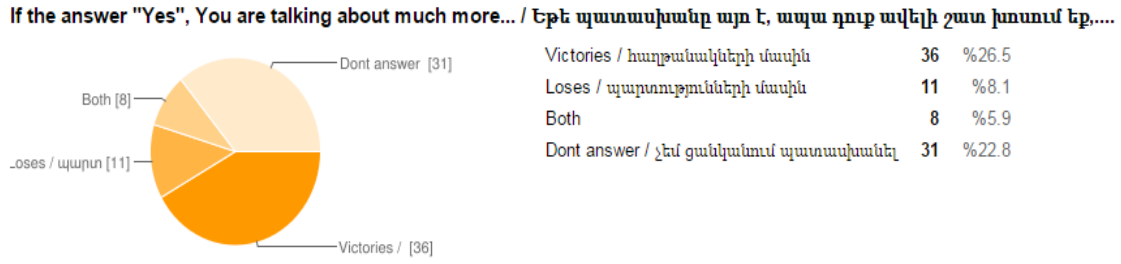 If the answer "Yes", You are talking about much more... / Եթե պատասխանը այո է, ապա դուք ավելի շատ խոսում եք,....
Dont answer [31]
Both [8]
Loses / պարտ [11]
Victories / [36]
Victories / հաղթանակների մասին 36 %26.5
Loses / պարտությունների մասին 11 %8.1
Both 8 %5.9
Dont answer / չեմ ցանկանում պատասխանել 31 %22.8